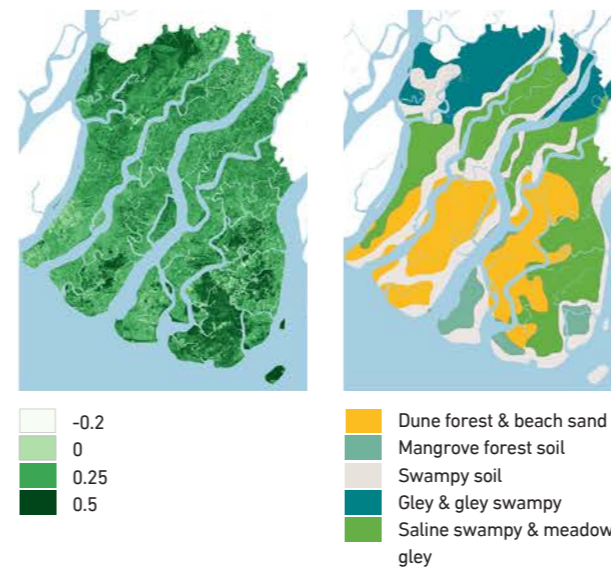 -0.2
0
0.25
0.5
Dune forest & beach sand
Mangrove forest soil
Swampy soil
Gley & gley swampy
Saline swampy & meadow
gley